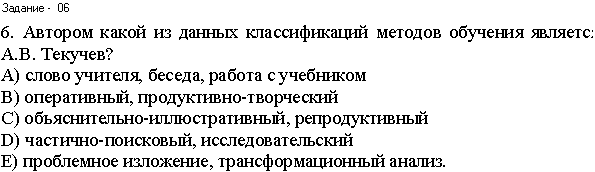 Задание - 06
6. Автором какой из данных классификаций методов обучения является
А.В. Текучев?
A) слово учителя, беседа, работа с учебником
B) оперативный, продуктивно-творческий
C) объяснительно-иллюстративный, репродуктивный
D) частично-поисковый, исследовательский
E) проблемное изложение, трансформационный анализ.